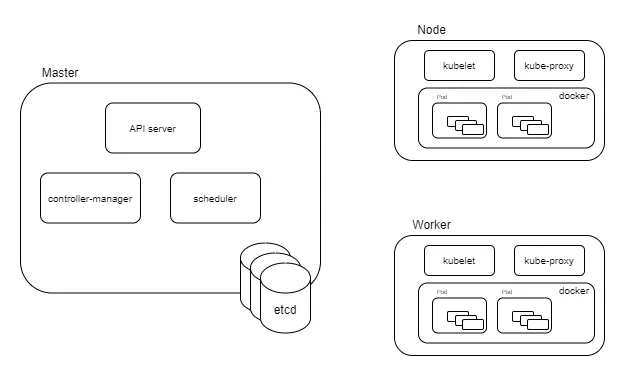 Master
API server
controller-manager
scheduler
etcd
Node
kubelet
kube-proxy
docker
Pod
Pod
Worker
kubelet
kube-proxy
docker
Pod
Pod